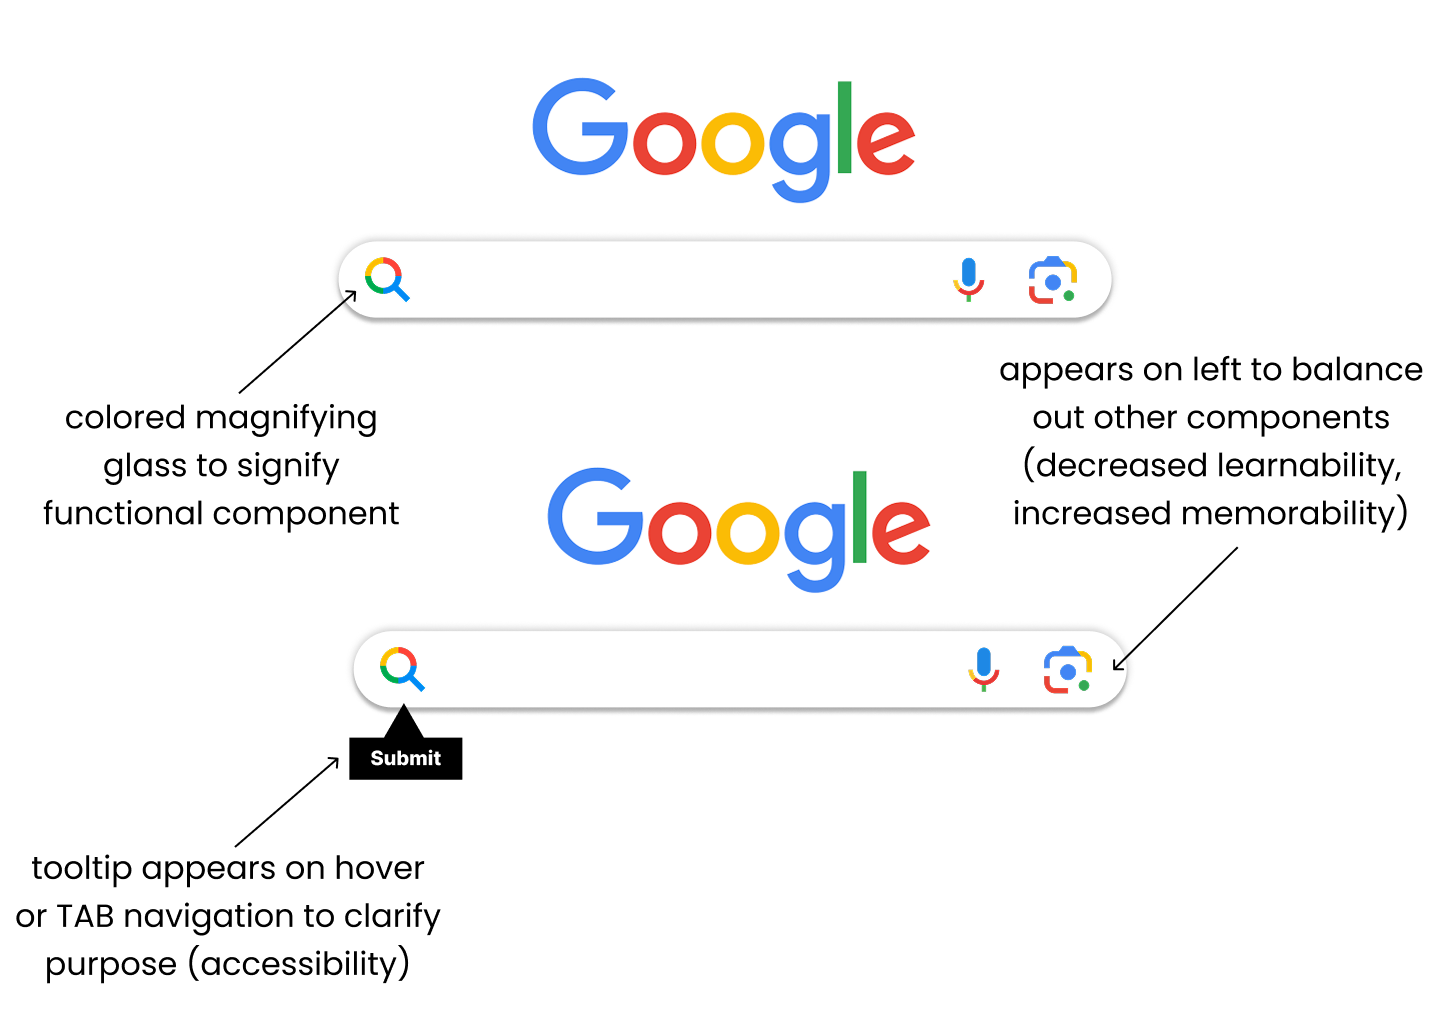 Google
colored magnifying
glass to signify
functional component
appears on left to balance
out other components
(decreased learnability,
increased memorability)
Google
Submit
tooltip appears on hover
or TAB navigation to clarify
purpose (accessibility)